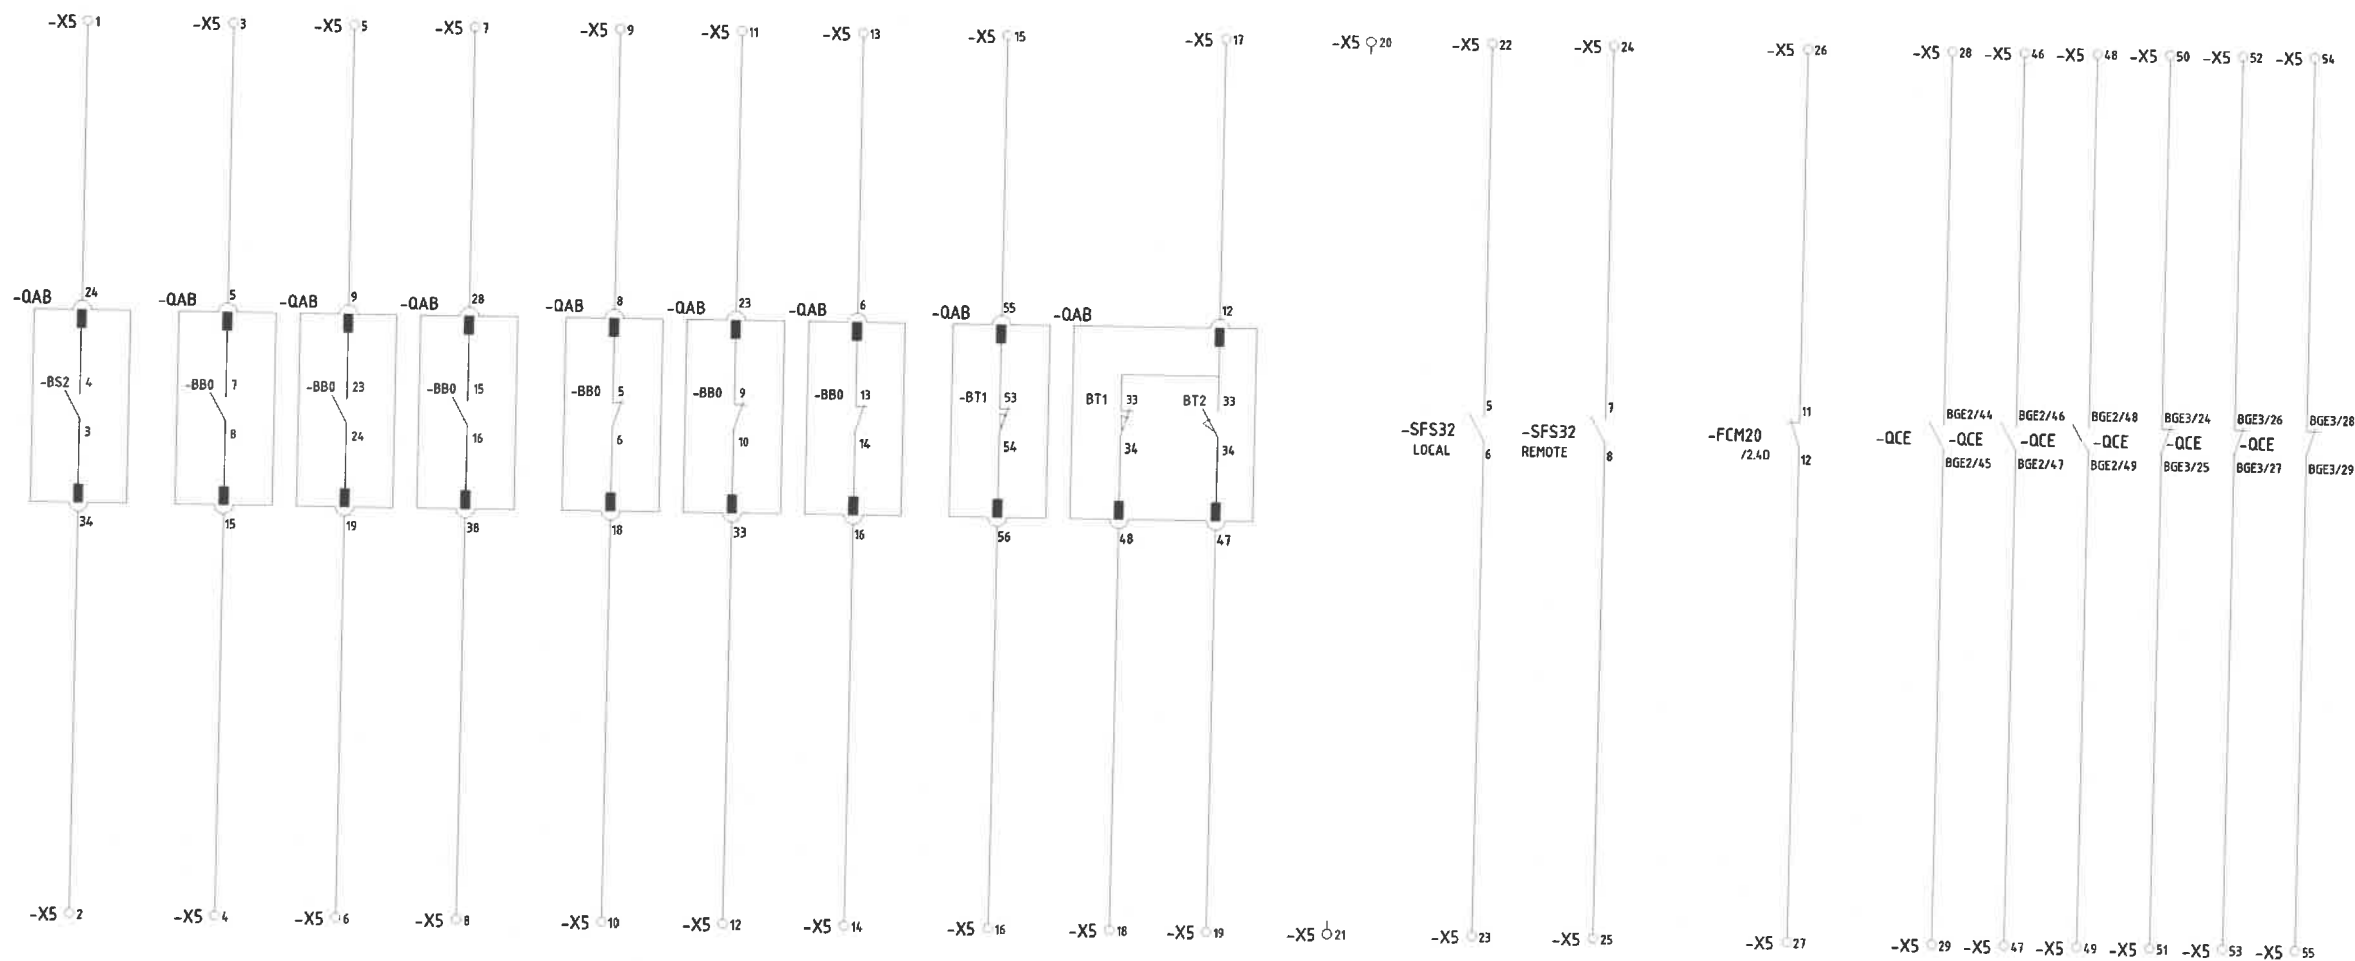 -X5 1 -X5 3 -X5 5 -X5 7 -X5 9 -X5 11 -X5 13 -X5 15 -X5 17 -X5 20 -X5 22 -X5 24 -X5 26 -X5 28 -X5 46 -X5 48 -X5 50 -X5 52 -X5 54
-QAB 24 -QAB 5 -QAB 9 -QAB 28 -QAB 8 -QAB 23 -QAB 6 -QAB 55 -QAB 12
-BS2 4 -BB0 7 -BB0 23 -BB0 15 -BB0 5 -BB0 9 -BB0 13 -BT1 53 BT1 33 BT2 33 5 7 11 BGE2/44 BGE2/46 BGE2/48 BGE3/24 BGE3/26 BGE3/28
-SFS32 -SFS32 -FCM20 -QCE -QCE -QCE -QCE -QCE -QCE
3 8 24 16 6 10 14 54 34 34 LOCAL 6 REMOTE 8 /2.4D 12 BGE2/45 BGE2/47 BGE2/49 BGE3/25 BGE3/27 BGE3/29
34 15 19 38 18 33 16 56 48 47
-X5 2 -X5 4 -X5 6 -X5 8 -X5 10 -X5 12 -X5 14 -X5 16 -X5 18 -X5 19 -X5 21 -X5 23 -X5 25 -X5 27 -X5 29 -X5 47 -X5 49 -X5 51 -X5 53 -X5 55